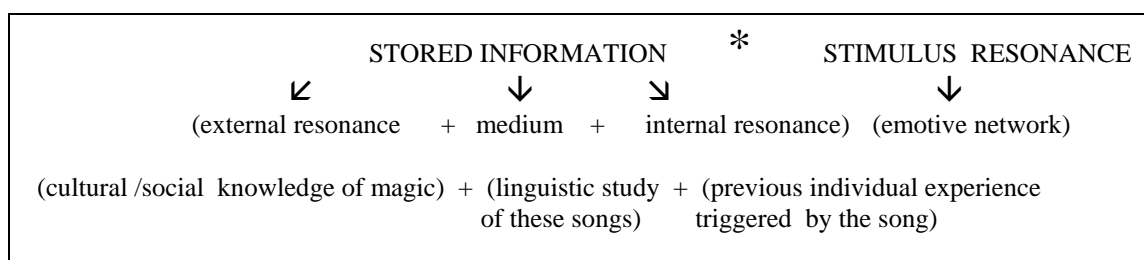 STORED INFORMATION * STIMULUS RESONANCE
↙ ↓ ↘ ↓
(external resonance + medium + internal resonance) (emotive network)
(cultural /social knowledge of magic) + (linguistic study + (previous individual experience
of these songs) triggered by the song)